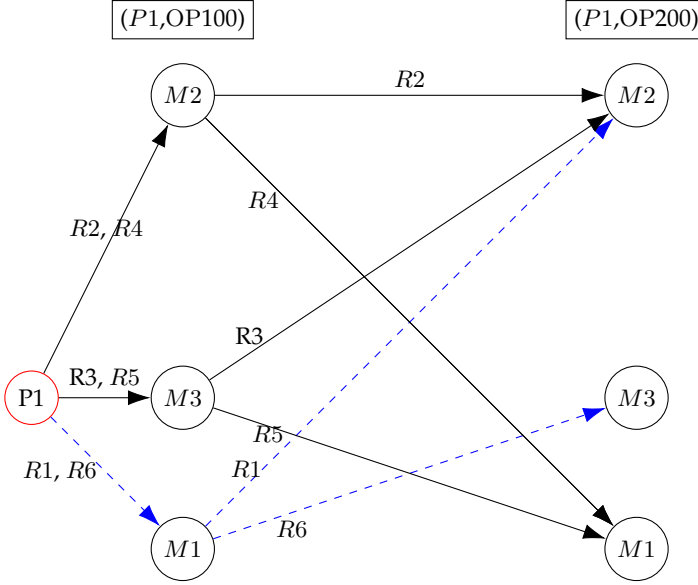 (P1,OP100) (P1,OP200)
M2 R2 M2
R4
R2, R4
R3
R3, R5
P1 M3 M3
R5
R1, R6 R1
R6
M1 M1